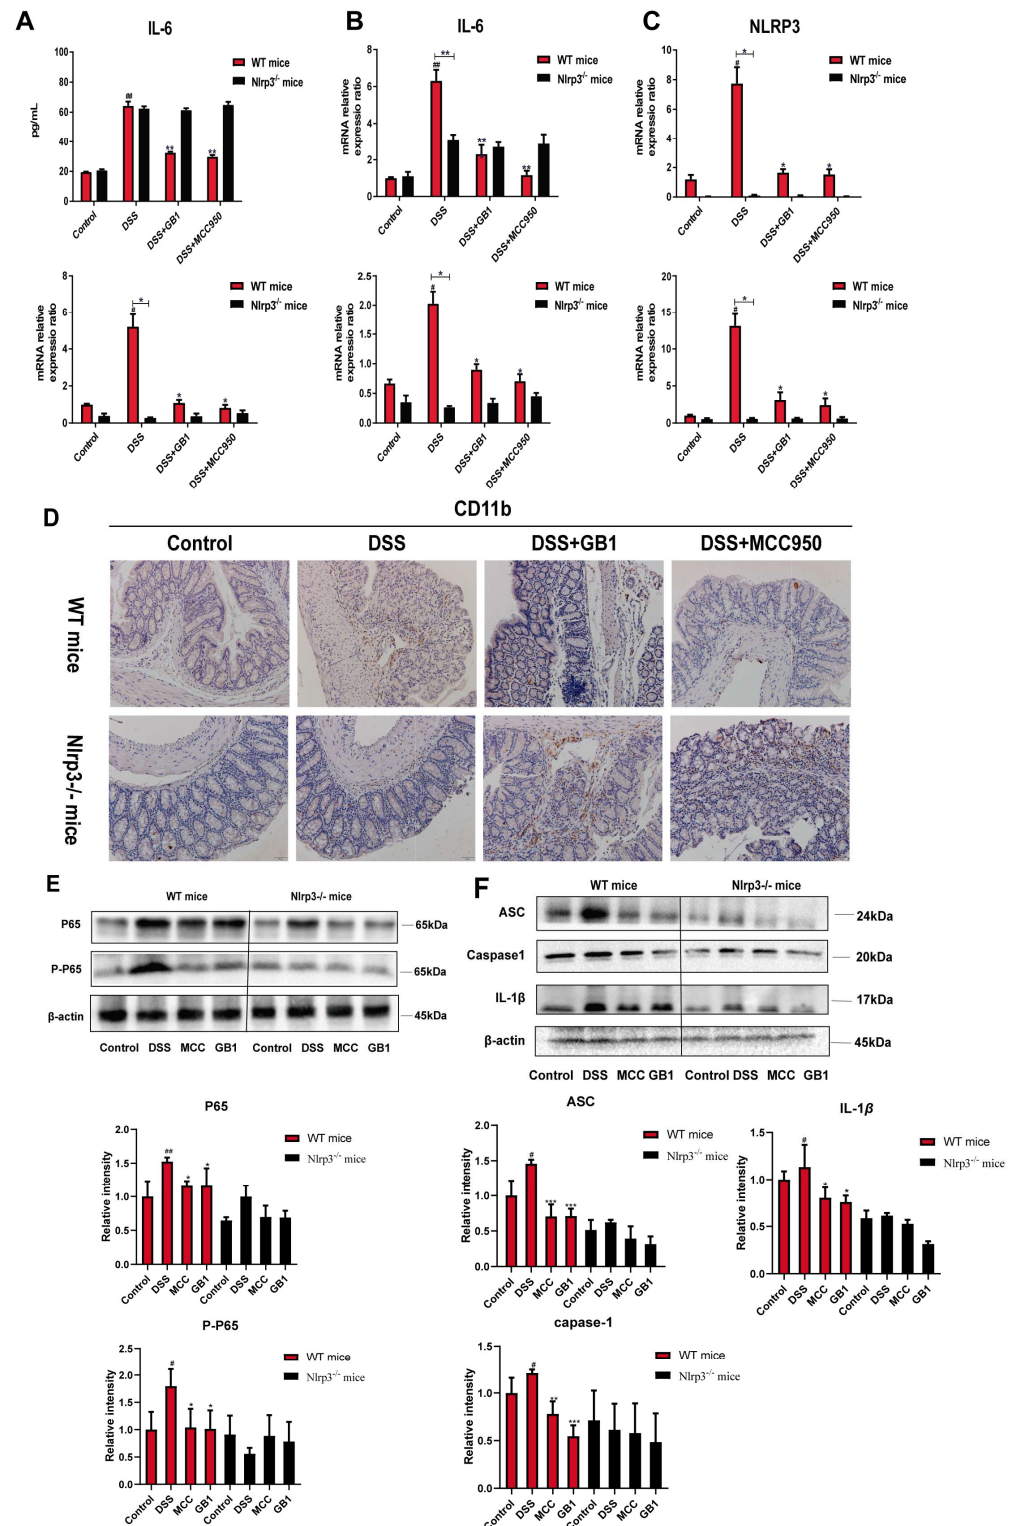 A
IL-6
pg/mL
100
80
60
40
20
0
##
**
**
WT mice
Nlrp3-/- mice
Control
DSS
DSS+GB1
DSS+MCC950
B
IL-6
mRNA relative
expressio ratio
8
6
4
2
0
##
**
**
**
WT mice
Nlrp3-/- mice
Control
DSS
DSS+GB1
DSS+MCC950
C
NLRP3
mRNA relative
expressio ratio
10
8
6
4
2
0
#
*
*
*
WT mice
Nlrp3-/- mice
Control
DSS
DSS+GB1
DSS+MCC950
mRNA relative
expressio ratio
8
6
4
2
0
#
*
*
*
WT mice
Nlrp3-/- mice
Control
DSS
DSS+GB1
DSS+MCC950
mRNA relative
expressio ratio
2.5
2.0
1.5
1.0
0.5
0.0
#
*
*
*
WT mice
Nlrp3-/- mice
Control
DSS
DSS+GB1
DSS+MCC950
mRNA relative
expressio ratio
20
15
10
5
0
#
*
*
*
WT mice
Nlrp3-/- mice
Control
DSS
DSS+GB1
DSS+MCC950
D
CD11b
Control DSS DSS+GB1 DSS+MCC950
WT mice
Nlrp3-/- mice
E
WT mice Nlrp3-/- mice
P65 65kDa
P-P65 65kDa
β-actin 45kDa
Control DSS MCC GB1 Control DSS MCC GB1
F
WT mice Nlrp3-/- mice
ASC 24kDa
Caspase1 20kDa
IL-1β 17kDa
β-actin 45kDa
Control DSS MCC GB1 Control DSS MCC GB1
P65
Relative intensity
2.0
1.5
1.0
0.5
0.0
##
*
*
WT mice
Nlrp3-/- mice
Control DSS MCC GB1 Control DSS MCC GB1
ASC
Relative intensity
2.0
1.5
1.0
0.5
0.0
#
***
***
WT mice
Nlrp3-/- mice
Control DSS MCC GB1 Control DSS MCC GB1
IL-1β
Relative intensity
1.5
1.0
0.5
0.0
#
*
*
WT mice
Nlrp3-/- mice
Control DSS MCC GB1 Control DSS MCC GB1
P-P65
Relative intensity
2.5
2.0
1.5
1.0
0.5
0.0
#
*
*
WT mice
Nlrp3-/- mice
Control DSS MCC GB1 Control DSS MCC GB1
capase-1
Relative intensity
1.5
1.0
0.5
0.0
#
**
***
WT mice
Nlrp3-/- mice
Control DSS MCC GB1 Control DSS MCC GB1